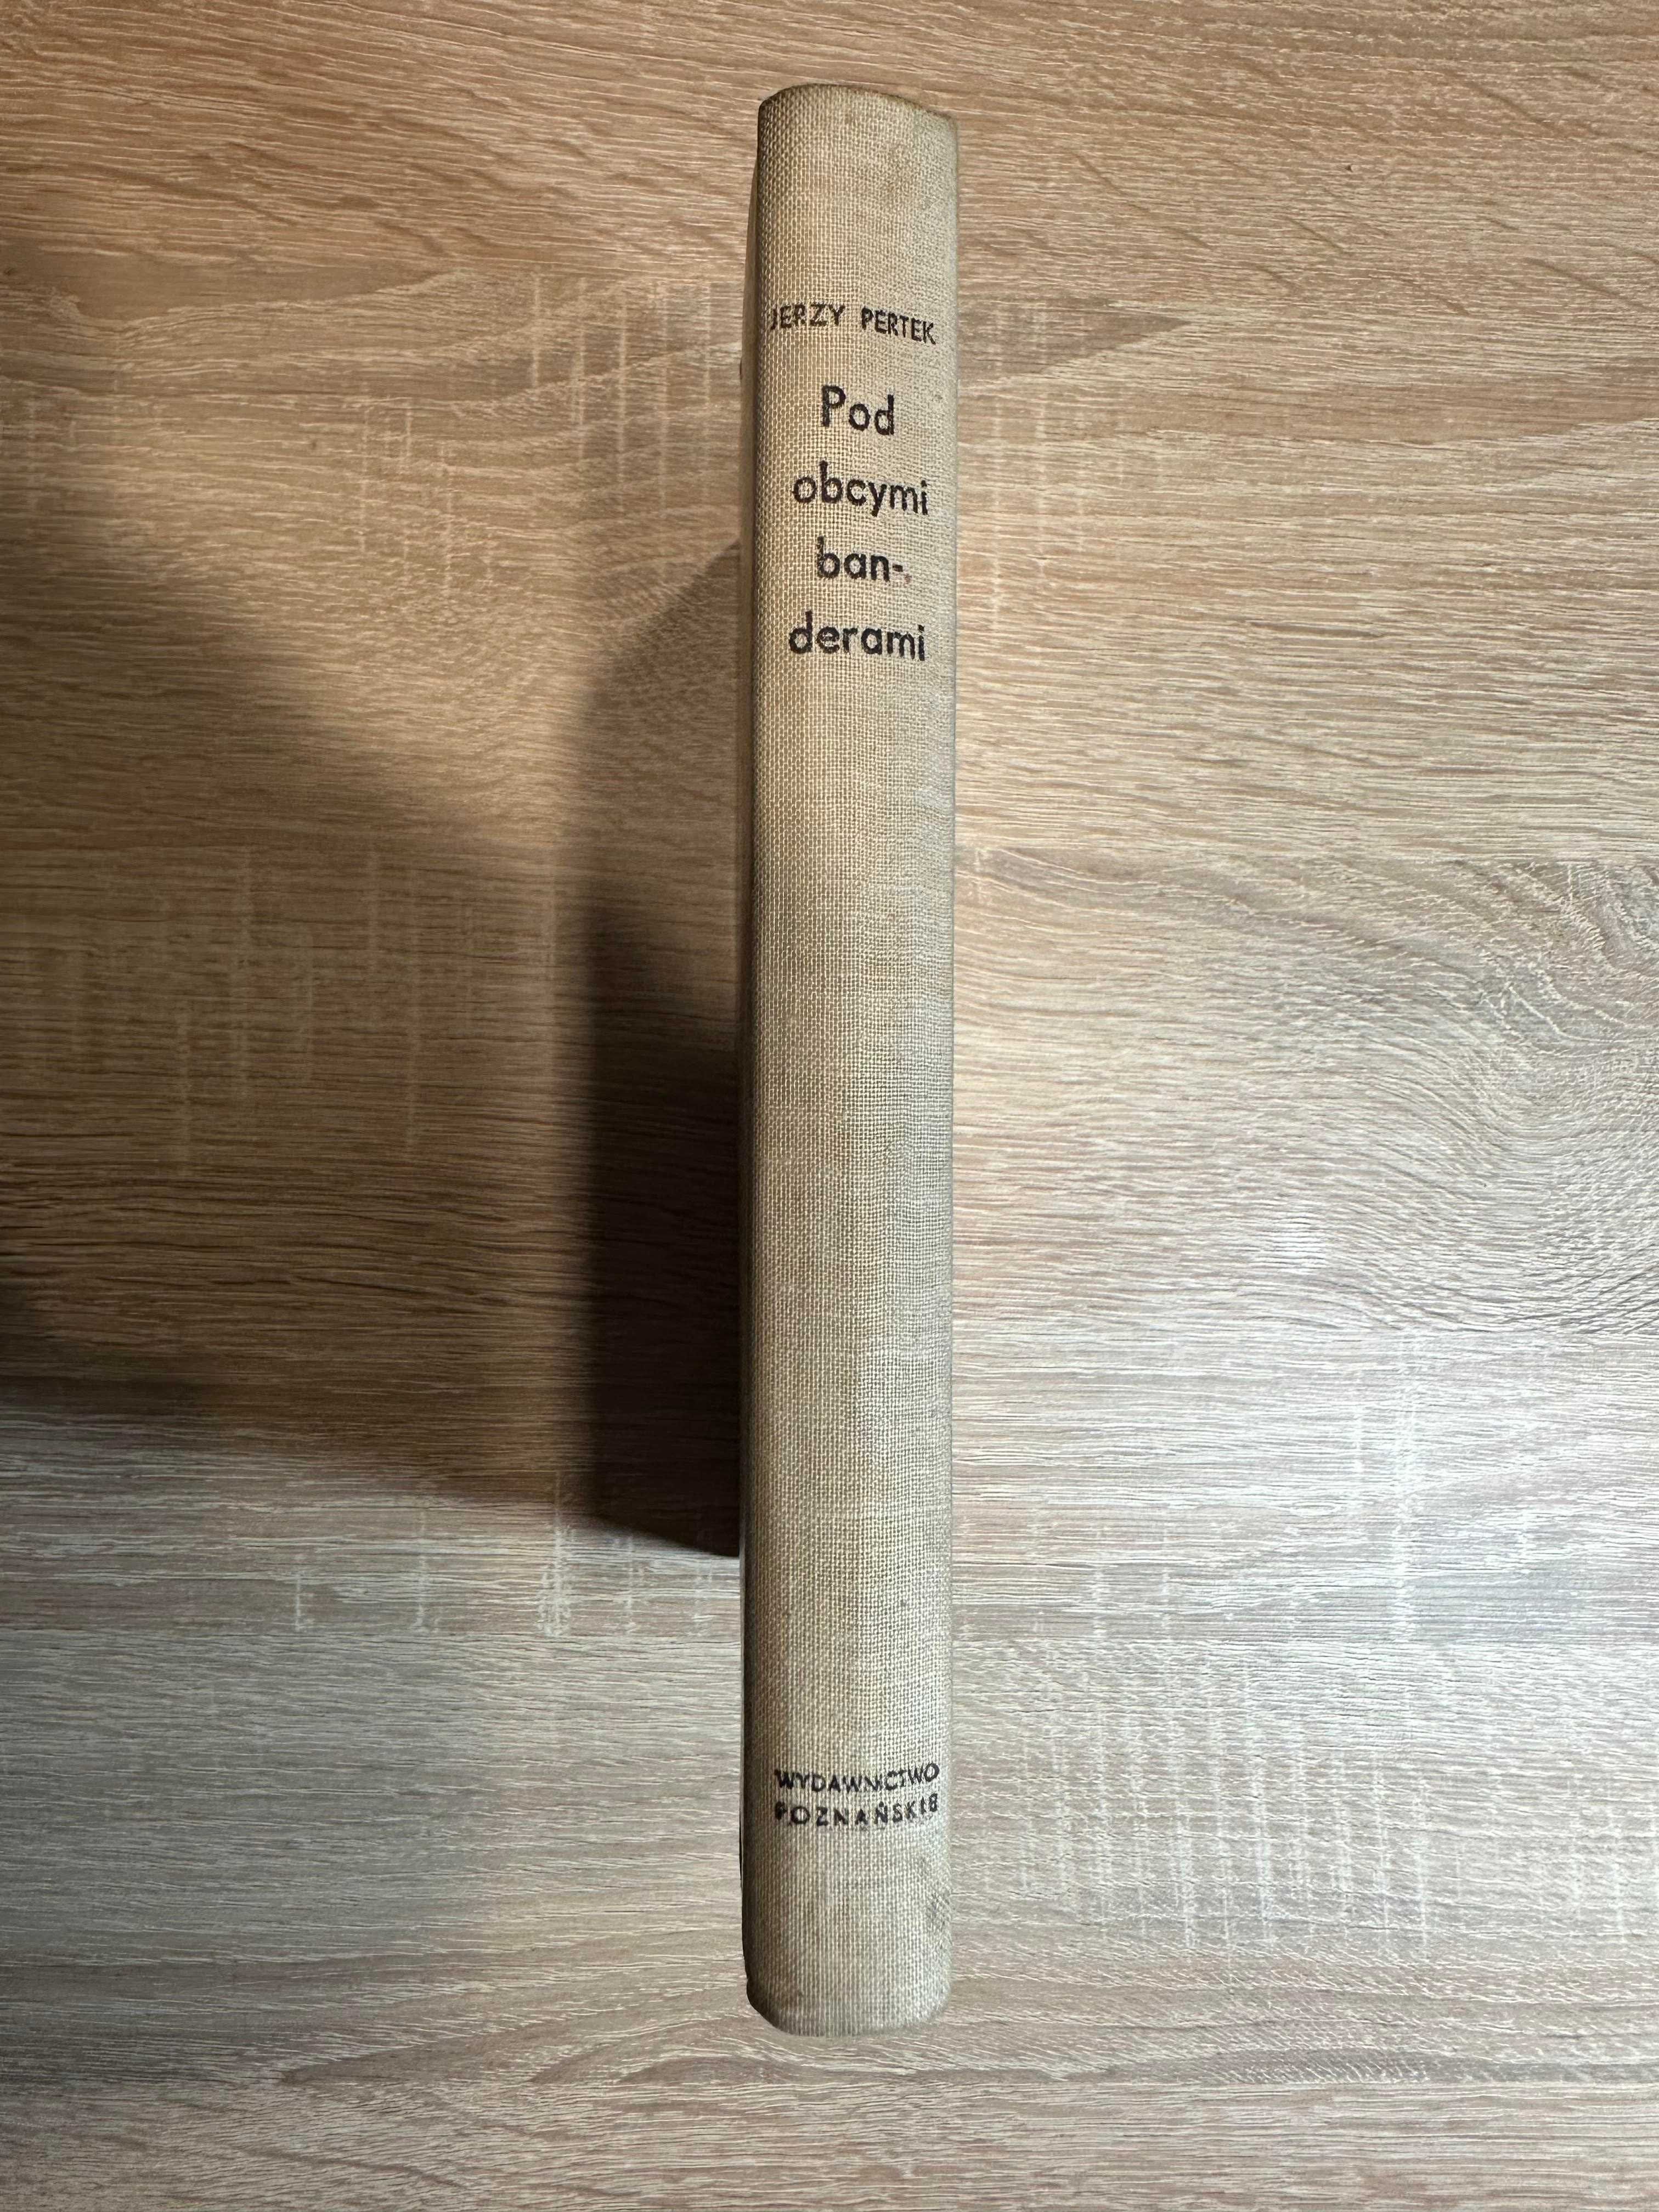 JERZY PERTEK
Pod
obcymi
ban-
derami
WYDAWNICTWO
POZNAŃSKIE